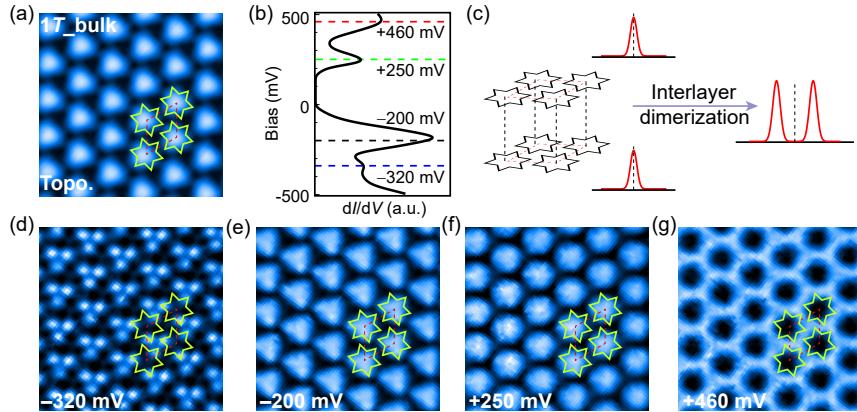 (a)
1T_bulk
Topo.
(b)
500
0
-500
Bias (mV)
+460 mV
+250 mV
−200 mV
−320 mV
dI/dV (a.u.)
(c)
Interlayer
dimerization
(d)
−320 mV
(e)
−200 mV
(f)
+250 mV
(g)
+460 mV